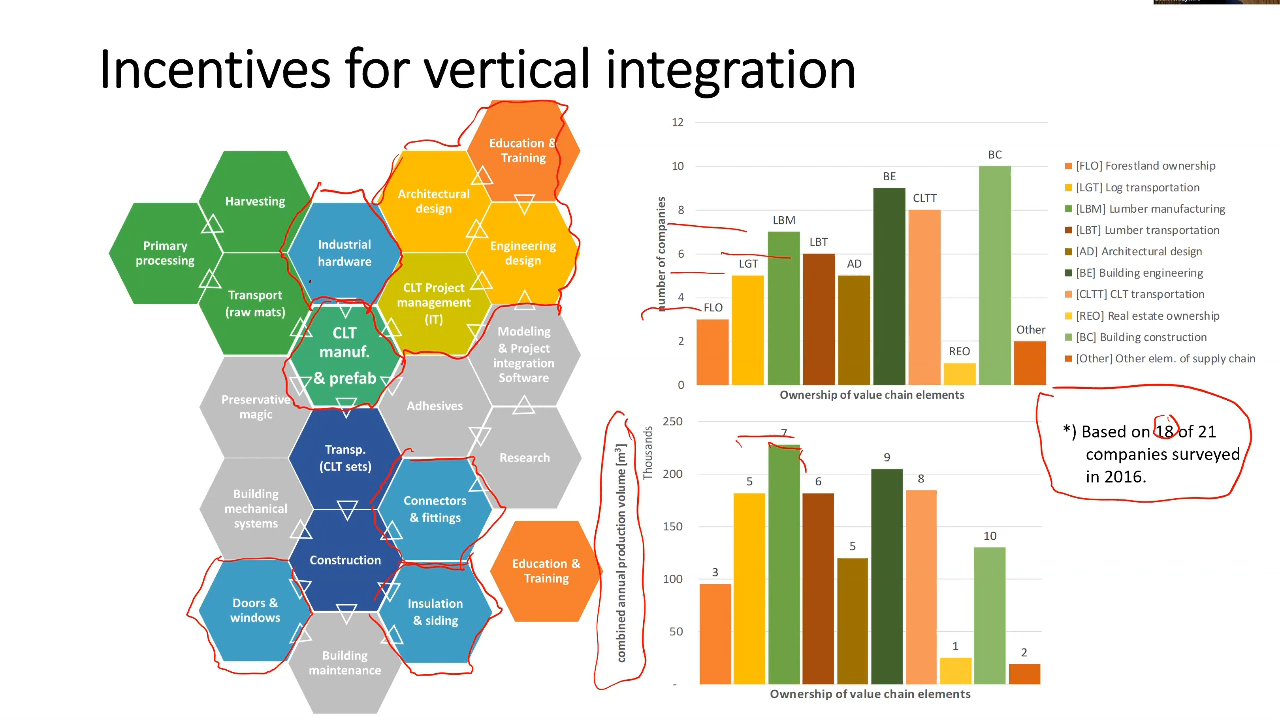 Incentives for vertical integration
Education &
Training
Harvesting
Architectural
design
Primary
processing
Industrial
hardware
Engineering
design
Transport
(raw mats)
CLT Project
management
(IT)
CLT
manuf.
& prefab
Modeling
& Project
integration
Software
Preservative
magic
Adhesives
Transp.
(CLT sets)
Research
Building
mechanical
systems
Connectors
& fittings
Construction
Education &
Training
Doors &
windows
Insulation
& siding
Building
maintenance
number of companies
12
10
8
6
4
2
0
FLO
LGT
LBM
LBT
AD
BE
CLTT
REO
BC
Other
Ownership of value chain elements
[FLO] Forestland ownership
[LGT] Log transportation
[LBM] Lumber manufacturing
[LBT] Lumber transportation
[AD] Architectural design
[BE] Building engineering
[CLTT] CLT transportation
[REO] Real estate ownership
[BC] Building construction
[Other] Other elem. of supply chain
combined annual production volume [m³]
Thousands
250
200
150
100
50
-
3
5
7
6
5
9
8
1
10
2
Ownership of value chain elements
*) Based on 18 of 21
companies surveyed
in 2016.